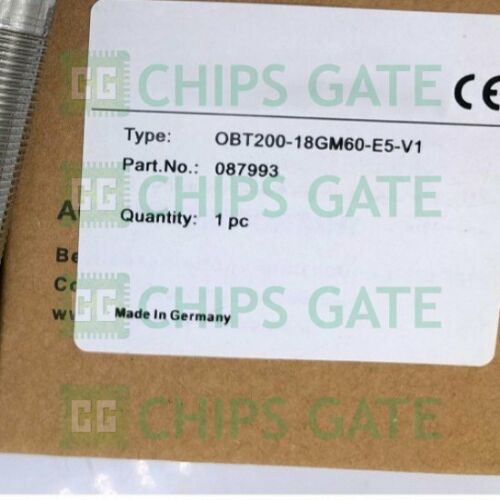 CHIPS GATE
CE
Type: OBT200-18GM60-E5-V1
Part.No.: 087993
CHIPS GATE
Quantity: 1 pc
CHIPS GATE
Made In Germany
CHIPS GATE